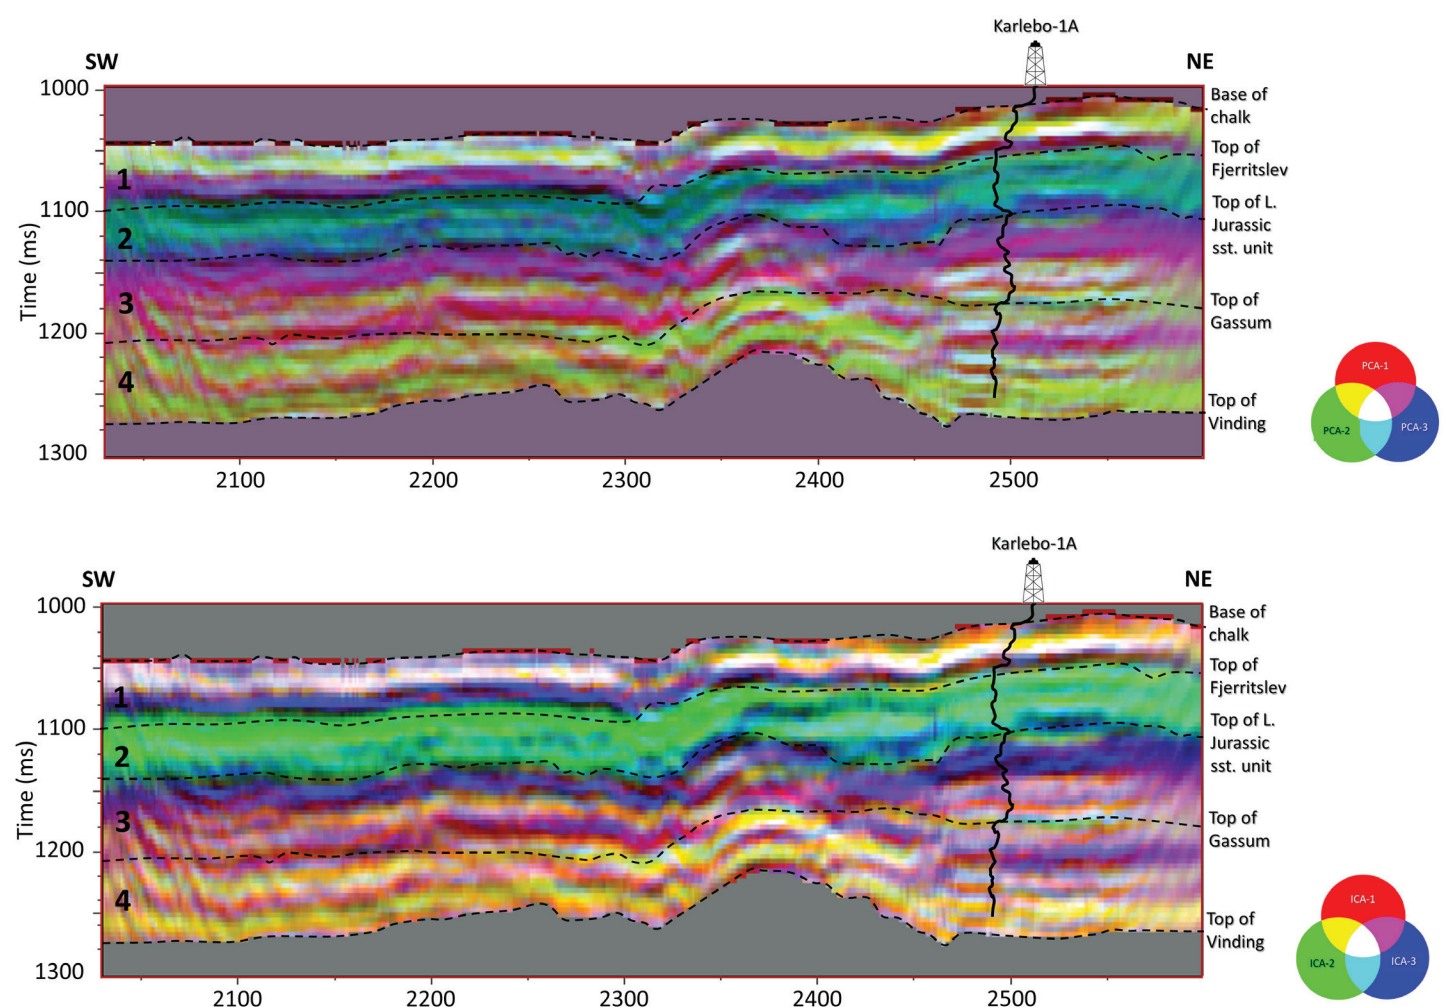 Karlebo-1A
SW
NE
1000
1100
1200
1300
Time (ms)
1
2
3
4
Base of
chalk
Top of
Fjerritslev
Top of L.
Jurassic
sst. unit
Top of
Gassum
Top of
Vinding
2100
2200
2300
2400
2500
PCA-1
PCA-2
PCA-3
Karlebo-1A
SW
NE
1000
1100
1200
1300
Time (ms)
1
2
3
4
Base of
chalk
Top of
Fjerritslev
Top of L.
Jurassic
sst. unit
Top of
Gassum
Top of
Vinding
2100
2200
2300
2400
2500
ICA-1
ICA-2
ICA-3